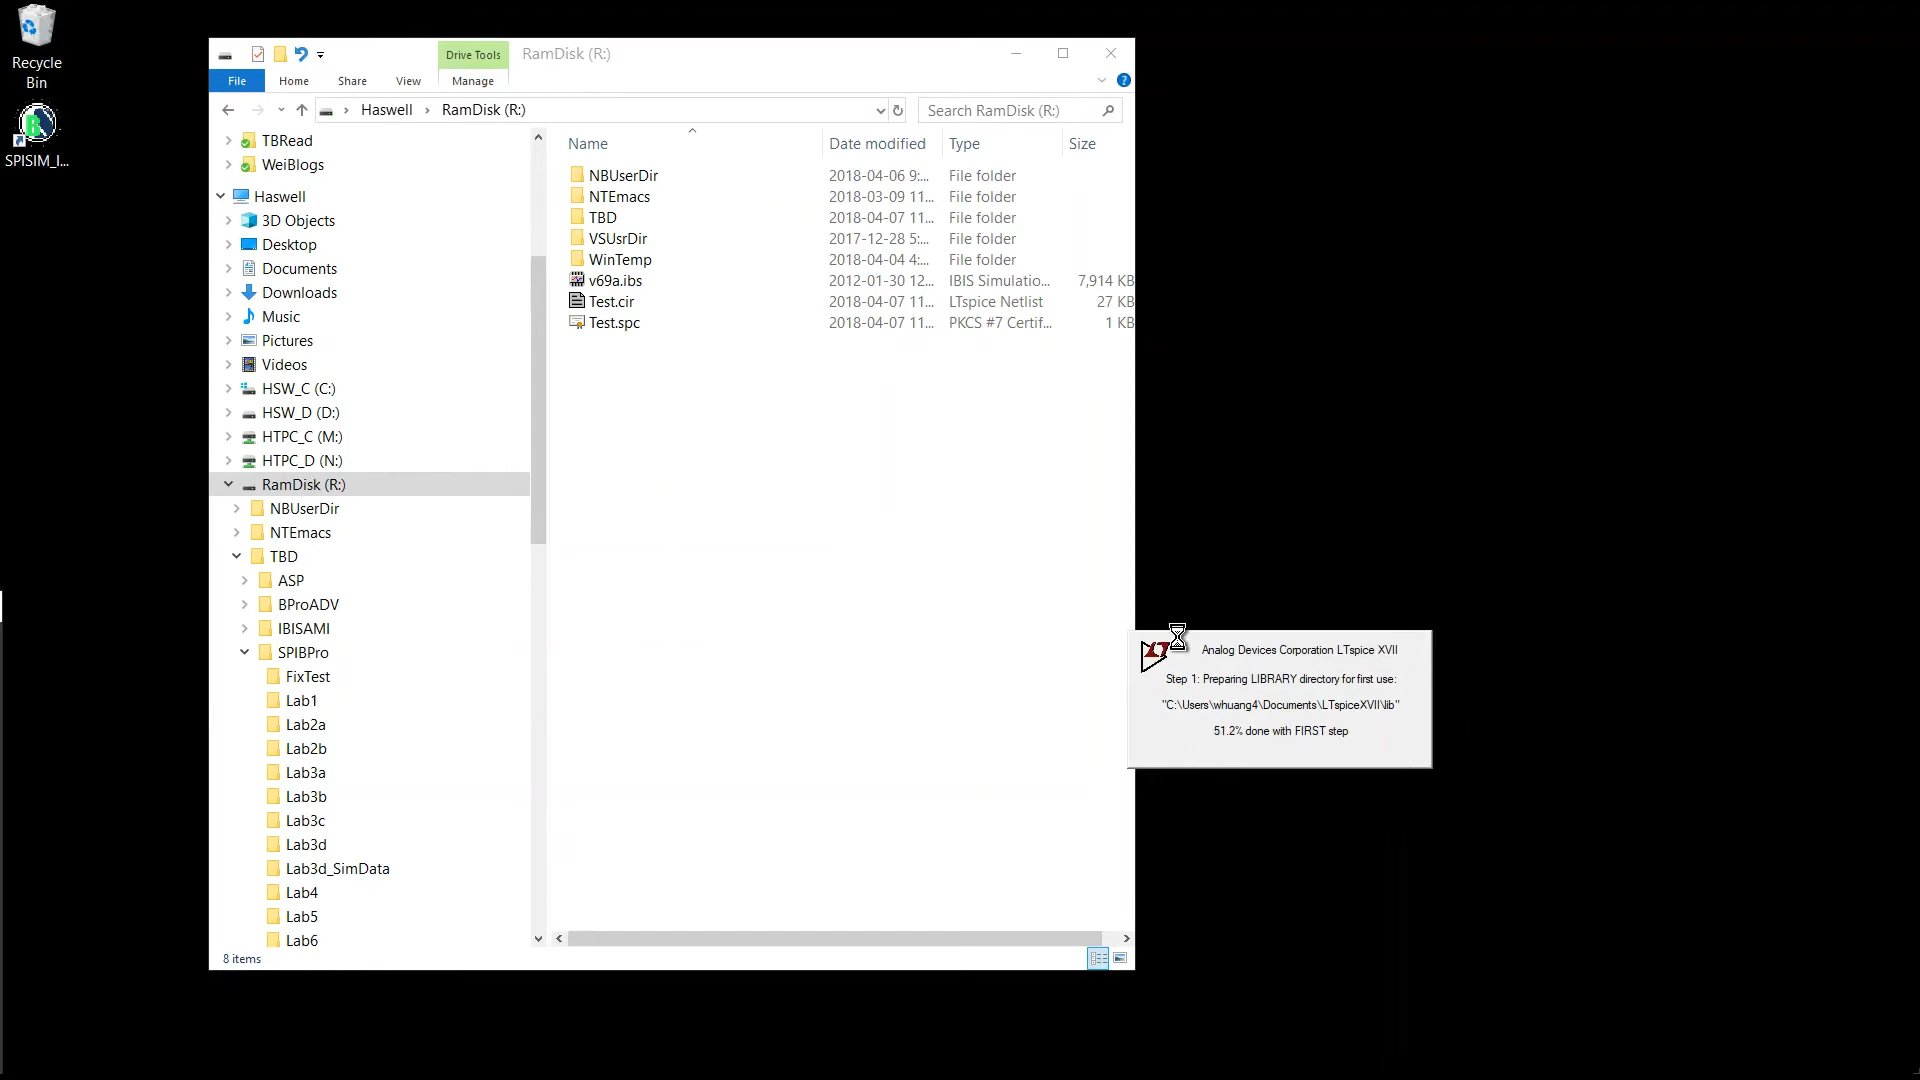 Recycle
Bin
SPISIM_I...
Drive Tools
RamDisk (R:)
File
Home
Share
View
Manage
Haswell
RamDisk (R:)
Search RamDisk (R:)
TBRead
WeiBlogs
Haswell
3D Objects
Desktop
Documents
Downloads
Music
Pictures
Videos
HSW_C (C:)
HSW_D (D:)
HTPC_C (M:)
HTPC_D (N:)
RamDisk (R:)
NBUserDir
NTEmacs
TBD
ASP
BProADV
IBISAMI
SPIBPro
FixTest
Lab1
Lab2a
Lab2b
Lab3a
Lab3b
Lab3c
Lab3d
Lab3d_SimData
Lab4
Lab5
Lab6
Name Date modified Type Size
NBUserDir 2018-04-06 9:... File folder
NTEmacs 2018-03-09 11... File folder
TBD 2018-04-07 11... File folder
VSUsrDir 2017-12-28 5:... File folder
WinTemp 2018-04-04 4:... File folder
v69a.ibs 2012-01-30 12... IBIS Simulatio... 7,914 KB
Test.cir 2018-04-07 11... LTspice Netlist 27 KB
Test.spc 2018-04-07 11... PKCS #7 Certif... 1 KB
8 items
Analog Devices Corporation LTspice XVII
Step 1: Preparing LIBRARY directory for first use:
"C:\Users\whuang4\Documents\LTspiceXVII\lib"
51.2% done with FIRST step